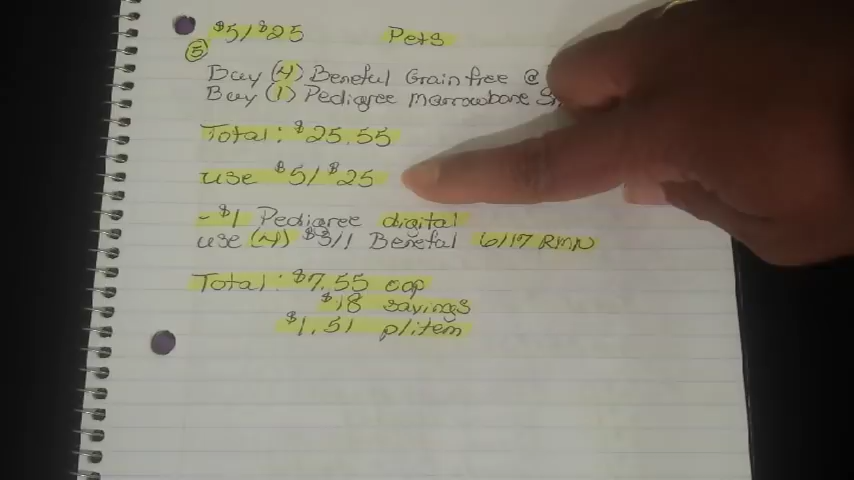 $5/$25 Pets
(5)
Buy (4) Beneful Grain free @
Buy (1) Pedigree Marrowbone
Total: $25.55
use $5/$25
- $1 Pedigree digital
use (4) $3/1 Beneful 6/17 RMN
Total: $7.55 oop
$18 savings
$1.51 p/item